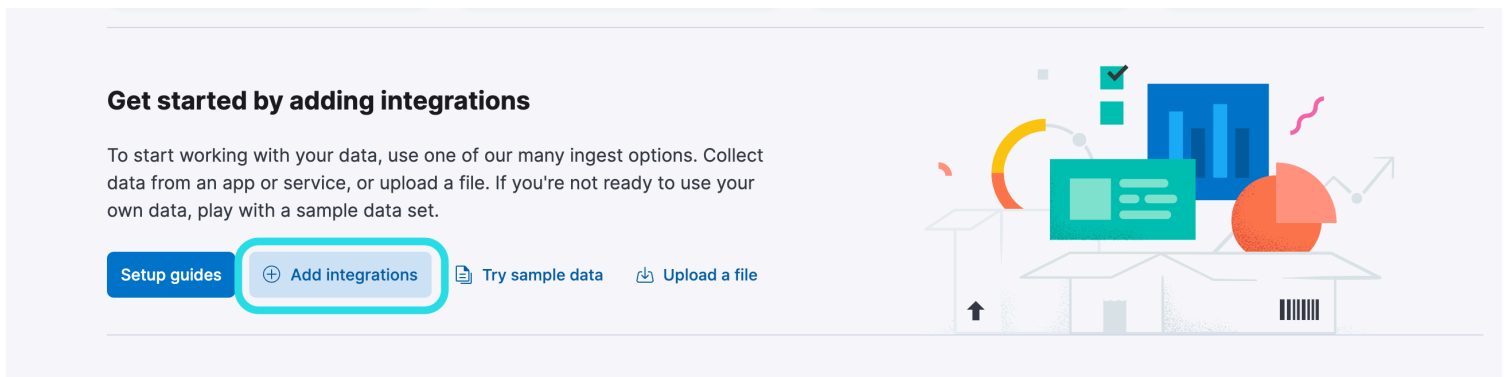 Get started by adding integrations
To start working with your data, use one of our many ingest options. Collect
data from an app or service, or upload a file. If you're not ready to use your
own data, play with a sample data set.
Setup guides Add integrations Try sample data Upload a file